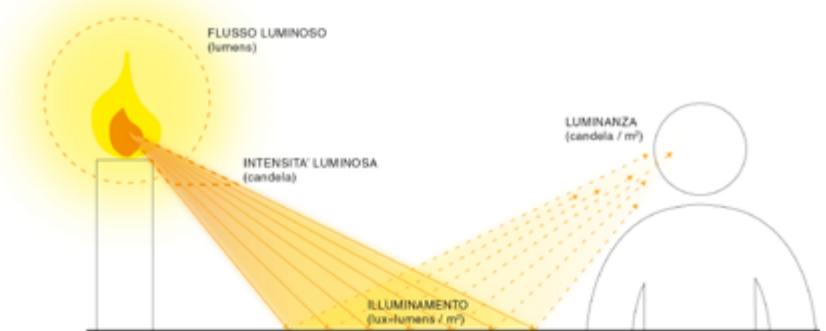 FLUSSO LUMINOSO
(lumens)
LUMINANZA
(candela / m²)
INTENSITA' LUMINOSA
(candela)
ILLUMINAMENTO
(lux=lumens / m²)